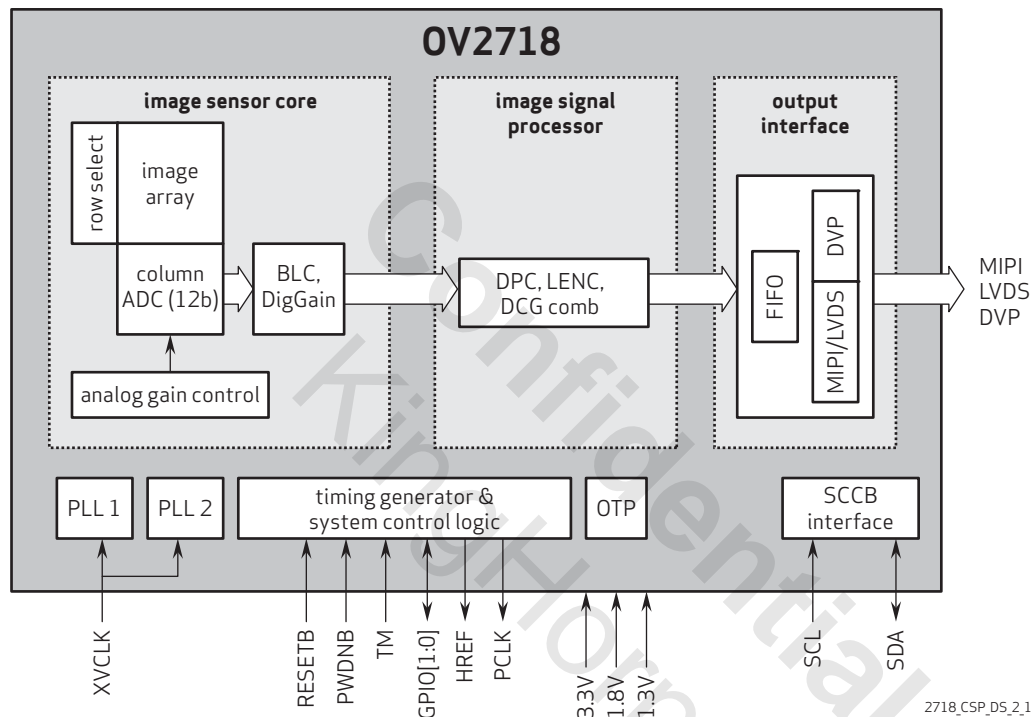 OV2718
image sensor core
image signal
processor
output
interface
row select
image
array
column
ADC (12b)
BLC,
DigGain
analog gain control
DPC, LENC,
DCG comb
FIFO
DVP
MIPI/LVDS
MIPI
LVDS
DVP
PLL 1
PLL 2
timing generator &
system control logic
OTP
SCCB
interface
XVCLK
RESETB
PWDNB
TM
GPIO[1:0]
HREF
PCLK
3.3V
1.8V
1.3V
SCL
SDA
2718_CSP_DS_2_1
Confidential